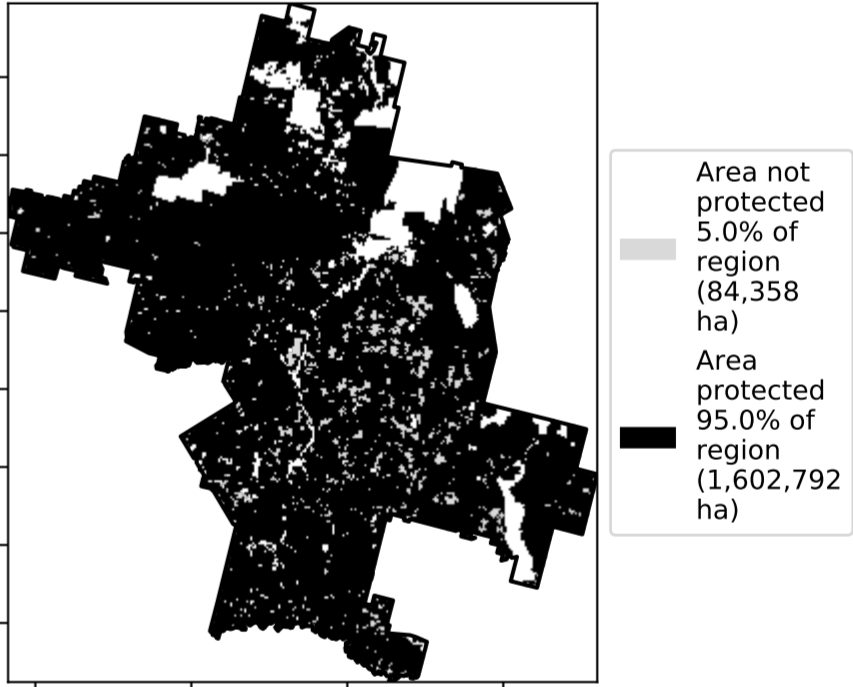 Area not
protected
5.0% of
region
(84,358
ha)
Area
protected
95.0% of
region
(1,602,792
ha)